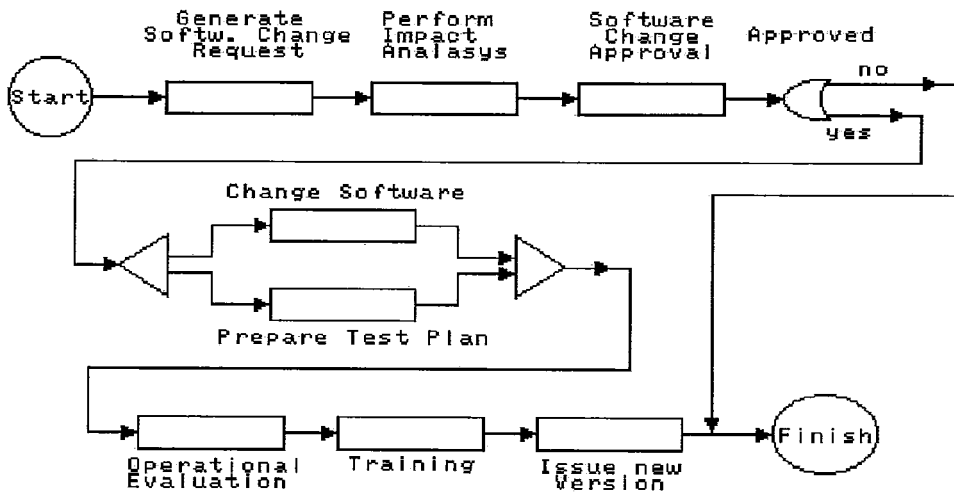 Generate
Softw. Change
Request
Perform
Impact
Analasys
Software
Change
Approval
Approved
Start
no
yes
Change Software
Prepare Test Plan
Operational
Evaluation
Training
Issue new
Version
Finish